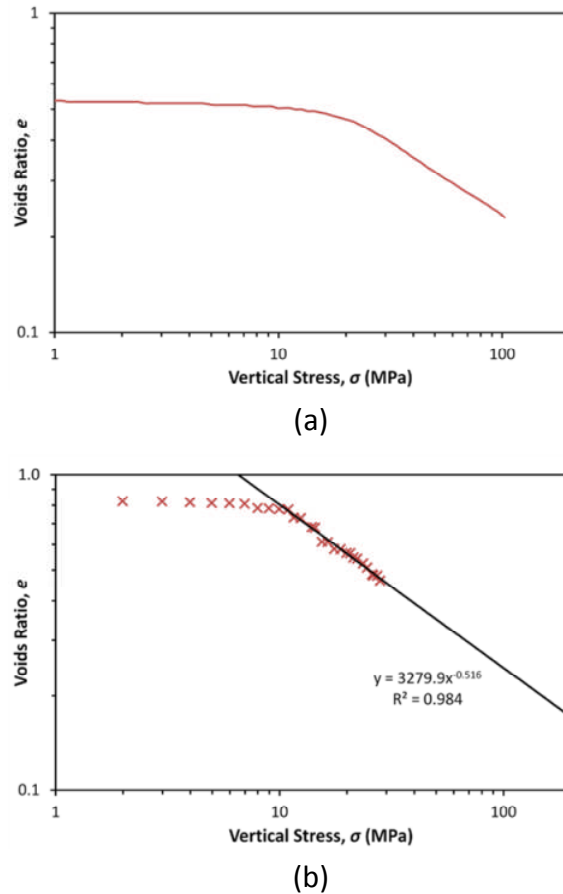 1
Voids Ratio, e
0.1
1
10
100
Vertical Stress, σ (MPa)
(a)
1.0
Voids Ratio, e
y = 3279.9x^-0.516
R² = 0.984
0.1
1
10
100
Vertical Stress, σ (MPa)
(b)